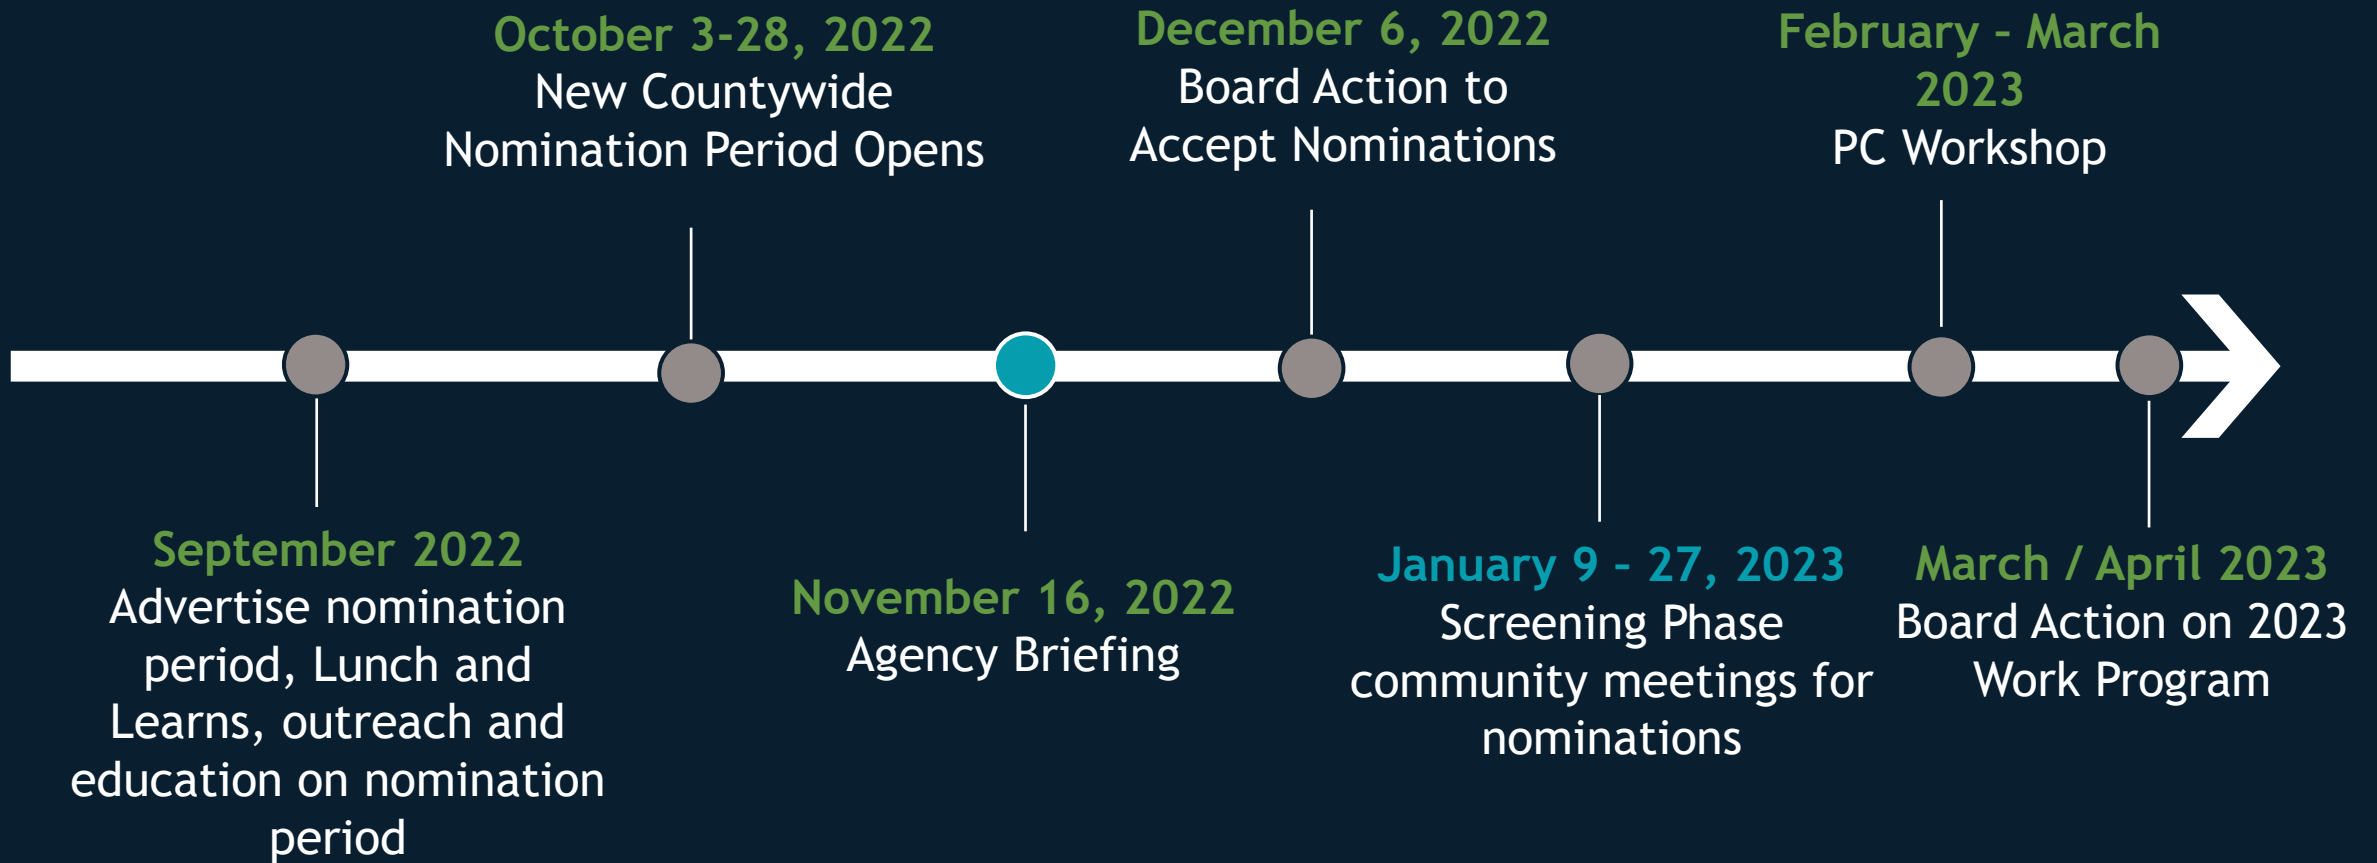 October 3-28, 2022
New Countywide
Nomination Period Opens
December 6, 2022
Board Action to
Accept Nominations
February – March
2023
PC Workshop
September 2022
Advertise nomination
period, Lunch and
Learns, outreach and
education on nomination
period
November 16, 2022
Agency Briefing
January 9 – 27, 2023
Screening Phase
community meetings for
nominations
March / April 2023
Board Action on 2023
Work Program